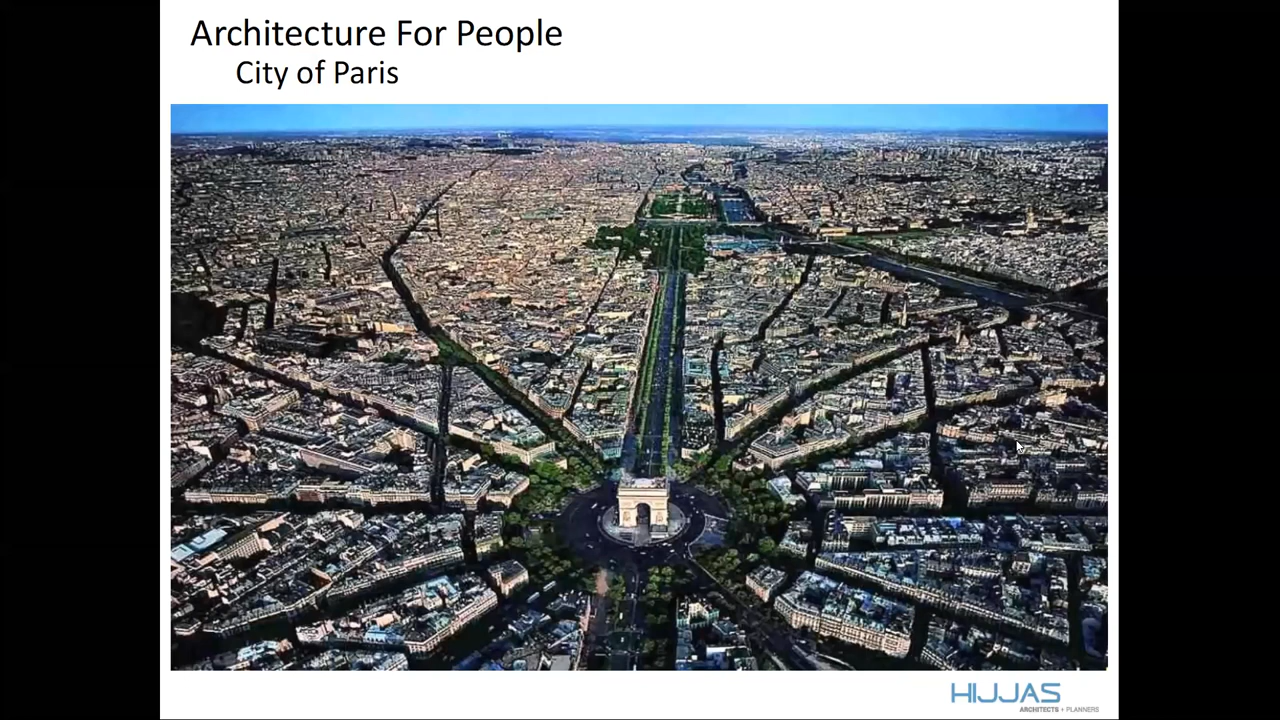 Architecture For People
City of Paris
HIJJAS
ARCHITECTS + PLANNERS